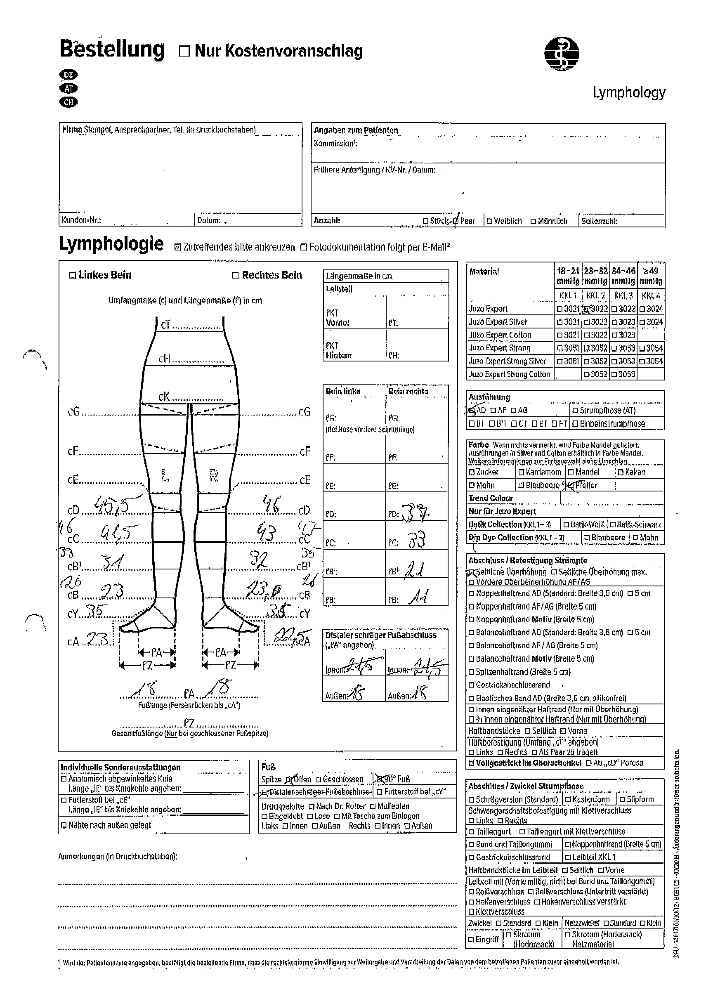 Bestellung ☐ Nur Kostenvoranschlag
DE
AT
CH
Lymphology
Firma Stempel, Ansprechpartner, Tel. (in Druckbuchstaben)
Kunden-Nr.:
Datum:
Angaben zum Patienten
Kommission¹:
Frühere Anfertigung / KV-Nr. / Datum:
Anzahl: ☐ Stück ☒ Paar ☐ Weiblich ☐ Männlich Seitenzahl:
Lymphologie ☑ Zutreffendes bitte ankreuzen ☐ Fotodokumentation folgt per E-Mail²
☐ Linkes Bein ☐ Rechtes Bein
Umfangmaße (c) und Längenmaße (ℓ) in cm
cT
cH
cK
cG cG
cF cF
cE L R cE
cD 45,5 46 cD
46 47
cC 41,5 43 cC
33 35
cB¹ 31 32 cB¹
26 26
cB 23 23,0 cB
cY 35 cY
cA 23 22,5 cA
ℓA ℓA
ℓZ ℓZ
18 ℓA 18
Fußlänge (Fersenrücken bis „cA“)
ℓZ
Gesamtfußlänge (Nur bei geschlossener Fußspitze)
Längenmaße in cm
Leibteil
ℓKT
Vorne: ℓT:
ℓKT
Hinten: ℓH:
Bein links Bein rechts
ℓG: ℓG:
(Bei Hose vordere Schrittlänge)
ℓF: ℓF:
ℓE: ℓE:
ℓD: ℓD: 37
ℓC: ℓC: 33
ℓB¹: ℓB¹: 21
ℓB: ℓB: 11
Distaler schräger Fußabschluss
(„ℓA“ angeben)
Innen: 21,5 Innen: 21,5
Außen: 18 Außen: 18
Material 18–21 mmHg 23–32 mmHg 34–46 mmHg ≥49 mmHg
KKL 1 KKL 2 KKL 3 KKL 4
Juzo Expert ☐ 3021 ☒ 3022 ☐ 3023 ☐ 3024
Juzo Expert Silver ☐ 3021 ☐ 3022 ☐ 3023 ☐ 3024
Juzo Expert Cotton ☐ 3021 ☐ 3022 ☐ 3023
Juzo Expert Strong ☐ 3051 ☐ 3052 ☐ 3053 ☐ 3054
Juzo Expert Strong Silver ☐ 3051 ☐ 3052 ☐ 3053 ☐ 3054
Juzo Expert Strong Cotton ☐ 3052 ☐ 3053
Ausführung
☒ AD ☐ AF ☐ AG ☐ Strumpfhose (AT)
☐ BT ☐ B¹T ☐ CT ☐ ET ☐ FT ☐ Einbeinstrumpfhose
Farbe Wenn nichts vermerkt, wird Farbe Mandel geliefert.
Ausführungen in Silver und Cotton erhältlich in Farbe Mandel.
Weitere Informationen zur Farbauswahl siehe Umschlag.
☐ Zucker ☐ Kardamom ☐ Mandel ☐ Kakao
☐ Mohn ☐ Blaubeere ☒ Pfeffer
Trend Colour
Nur für Juzo Expert
Batik Collection (KKL 1 – 3) ☐ Batik-Weiß ☐ Batik-Schwarz
Dip Dye Collection (KKL 1 – 2) ☐ Blaubeere ☐ Mohn
Abschluss / Befestigung Strümpfe
☒ Seitliche Überhöhung ☐ Seitliche Überhöhung max.
☐ Vordere Oberbeinerhöhung AF/AG
☐ Noppenhaftrand AD (Standard: Breite 3,5 cm) ☐ 5 cm
☐ Noppenhaftrand AF/AG (Breite 5 cm)
☐ Noppenhaftrand Motiv (Breite 5 cm)
☐ Balancehaftrand AD (Standard: Breite 3,5 cm) ☐ 5 cm
☐ Balancehaftrand AF / AG (Breite 5 cm)
☐ Balancehaftrand Motiv (Breite 5 cm)
☐ Spitzenhaftrand (Breite 5 cm)
☐ Gestrickabschlussrand
☐ Elastisches Band AD (Breite 3,5 cm, silikonfrei)
☐ Innen eingenähter Haftrand (Nur mit Überhöhung)
☐ ¾ innen eingenähter Haftrand (Nur mit Überhöhung)
Haftbandstücke ☐ Seitlich ☐ Vorne
Hüftbefestigung (Umfang „cT“ angeben)
☐ Links ☐ Rechts ☐ Als Paar zu tragen
☑ Vollgestrickt im Oberschenkel ☐ Ab „cD“ Porosa
Individuelle Sonderausstattungen
☐ Anatomisch abgewinkeltes Knie
Länge „ℓE“ bis Kniekehle angeben:
☐ Futterstoff bei „cE“
Länge „ℓE“ bis Kniekehle angeben:
☐ Nähte nach außen gelegt
Fuß
Spitze ☒ Offen ☐ Geschlossen ☒ 90° Fuß
☐ Distaler schräger Fußabschluss ☐ Futterstoff bei „cY“
Druckpelotte ☐ Nach Dr. Rotter ☐ Malleolen
☐ Eingeklebt ☐ Lose ☐ Mit Tasche zum Einlegen
Links ☐ Innen ☐ Außen Rechts ☐ Innen ☐ Außen
Anmerkungen (in Druckbuchstaben):
Abschluss / Zwickel Strumpfhose
☐ Schrägversion (Standard) ☐ Kastenform ☐ Slipform
Schwangerschaftsbefestigung mit Klettverschluss
☐ Links ☐ Rechts
☐ Taillengurt ☐ Taillengurt mit Klettverschluss
☐ Bund und Taillengummi ☐ Noppenhaftrand (Breite 5 cm)
☐ Gestrickabschlussrand ☐ Leibteil KKL 1
Haftbandstücke im Leibteil ☐ Seitlich ☐ Vorne
Leibteil mit (Vorne mittig, nicht bei Bund und Taillengummi)
☐ Reißverschluss ☐ Reißverschluss (Untertritt verstärkt)
☐ Hakenverschluss ☐ Hakenverschluss verstärkt
☐ Klettverschluss
Zwickel ☐ Standard ☐ Klein Netzzwickel ☐ Standard ☐ Klein
☐ Eingriff ☐ Skrotum (Hodensack) ☐ Skrotum (Hodensack) Netzmaterial
¹ Wird der Patientenname angegeben, bestätigt die bestellende Firma, dass die rechtskonforme Einwilligung zur Weitergabe und Verarbeitung der Daten von dem betroffenen Patienten zuvor eingeholt worden ist.